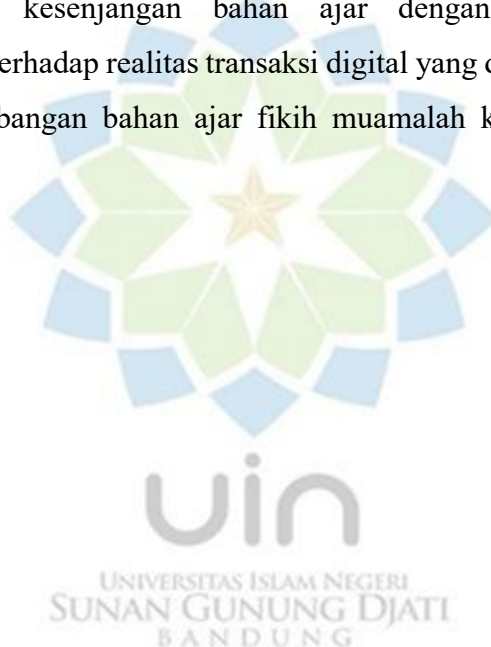 kesenjangan bahan ajar dengan
erhadap realitas transaksi digital yang
bangan bahan ajar fikih muamalah
uin
UNIVERSITAS ISLAM NEGERI
SUNAN GUNUNG DJATI
BANDUNG